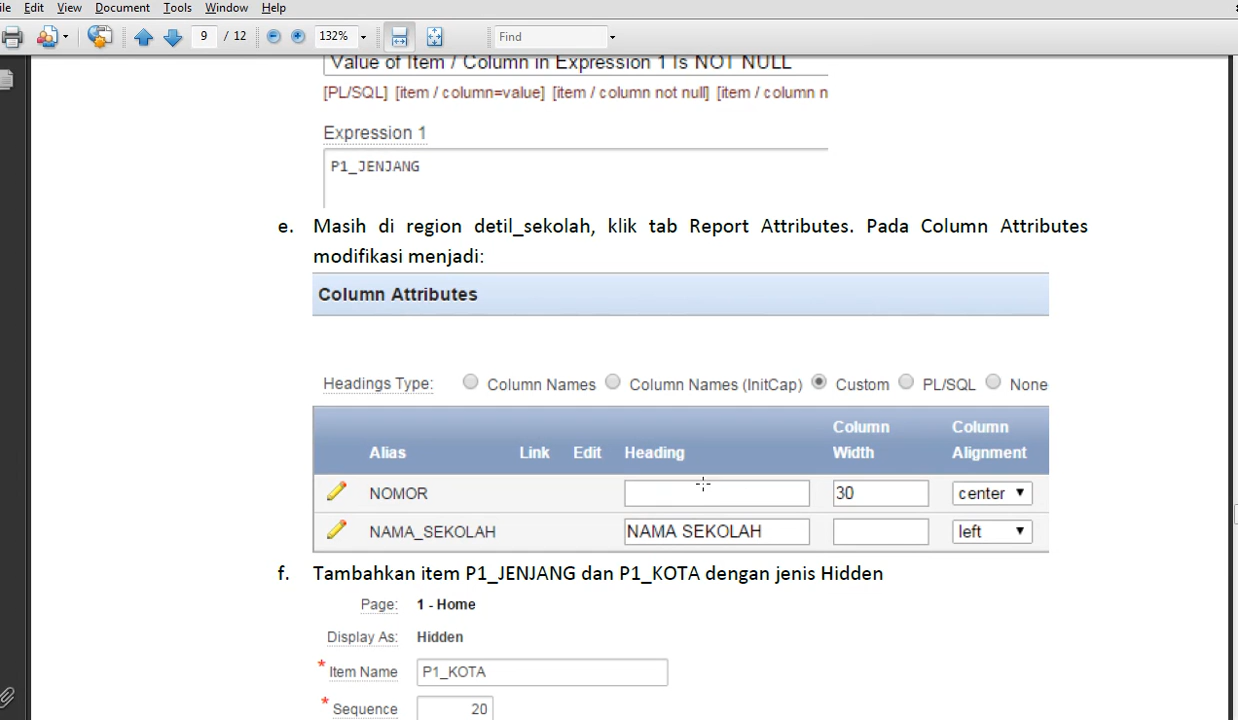 ile Edit View Document Tools Window Help
9 / 12 132% Find
Value of Item / Column in Expression 1 Is NOT NULL
[PL/SQL] [item / column=value] [item / column not null] [item / column n
Expression 1
P1_JENJANG
e. Masih di region detil_sekolah, klik tab Report Attributes. Pada Column Attributes
modifikasi menjadi:
Column Attributes
Headings Type: Column Names Column Names (InitCap) Custom PL/SQL None
Alias Link Edit Heading Column Width Column Alignment
NOMOR 30 center
NAMA_SEKOLAH NAMA SEKOLAH left
f. Tambahkan item P1_JENJANG dan P1_KOTA dengan jenis Hidden
Page: 1 - Home
Display As: Hidden
* Item Name P1_KOTA
* Sequence 20